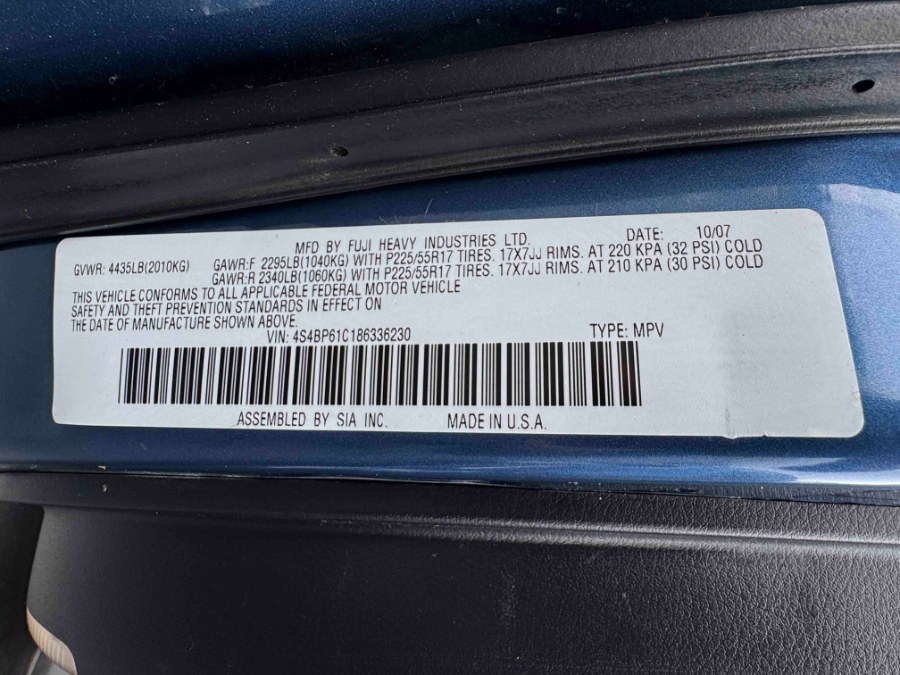 MFD BY FUJI HEAVY INDUSTRIES LTD. DATE: 10/07
GVWR: 4435LB(2010KG) GAWR:F 2295LB(1040KG) WITH P225/55R17 TIRES. 17X7JJ RIMS. AT 220 KPA (32 PSI) COLD
GAWR:R 2340LB(1060KG) WITH P225/55R17 TIRES. 17X7JJ RIMS. AT 210 KPA (30 PSI) COLD
THIS VEHICLE CONFORMS TO ALL APPLICABLE FEDERAL MOTOR VEHICLE
SAFETY AND THEFT PREVENTION STANDARDS IN EFFECT ON
THE DATE OF MANUFACTURE SHOWN ABOVE.
VIN: 4S4BP61C186336230 TYPE: MPV
ASSEMBLED BY SIA INC. MADE IN U.S.A.